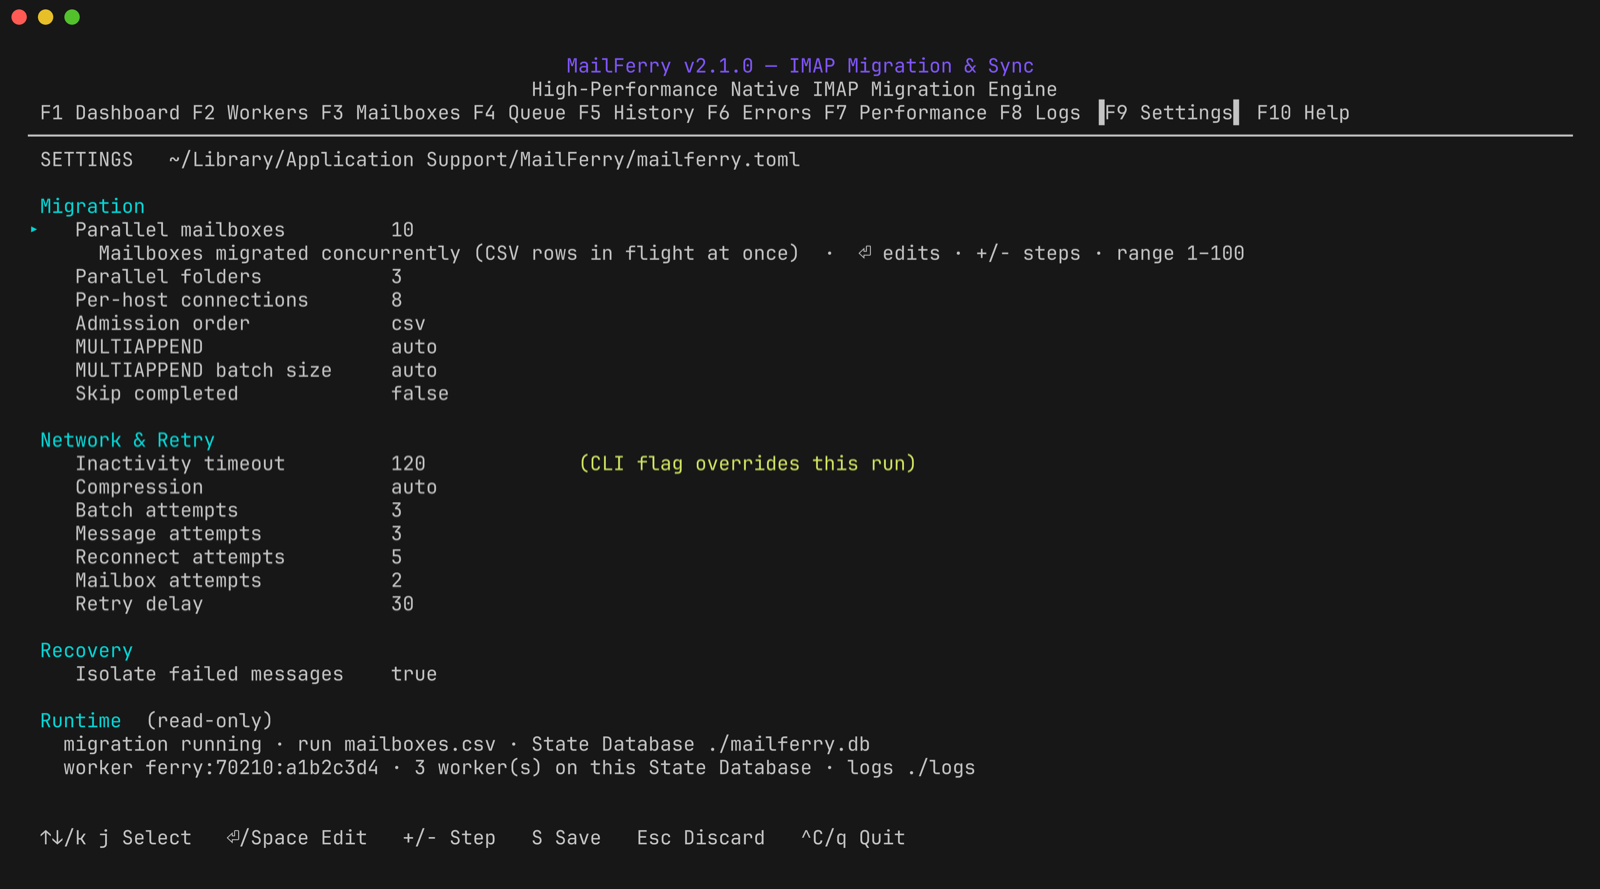 MailFerry v2.1.0 — IMAP Migration & Sync
High-Performance Native IMAP Migration Engine
F1 Dashboard F2 Workers F3 Mailboxes F4 Queue F5 History F6 Errors F7 Performance F8 Logs F9 Settings F10 Help
SETTINGS ~/Library/Application Support/MailFerry/mailferry.toml
Migration
▸ Parallel mailboxes 10
Mailboxes migrated concurrently (CSV rows in flight at once) · ⏎ edits · +/- steps · range 1–100
Parallel folders 3
Per-host connections 8
Admission order csv
MULTIAPPEND auto
MULTIAPPEND batch size auto
Skip completed false
Network & Retry
Inactivity timeout 120 (CLI flag overrides this run)
Compression auto
Batch attempts 3
Message attempts 3
Reconnect attempts 5
Mailbox attempts 2
Retry delay 30
Recovery
Isolate failed messages true
Runtime (read-only)
migration running · run mailboxes.csv · State Database ./mailferry.db
worker ferry:70210:a1b2c3d4 · 3 worker(s) on this State Database · logs ./logs
↑↓/k j Select ⏎/Space Edit +/- Step S Save Esc Discard ^C/q Quit